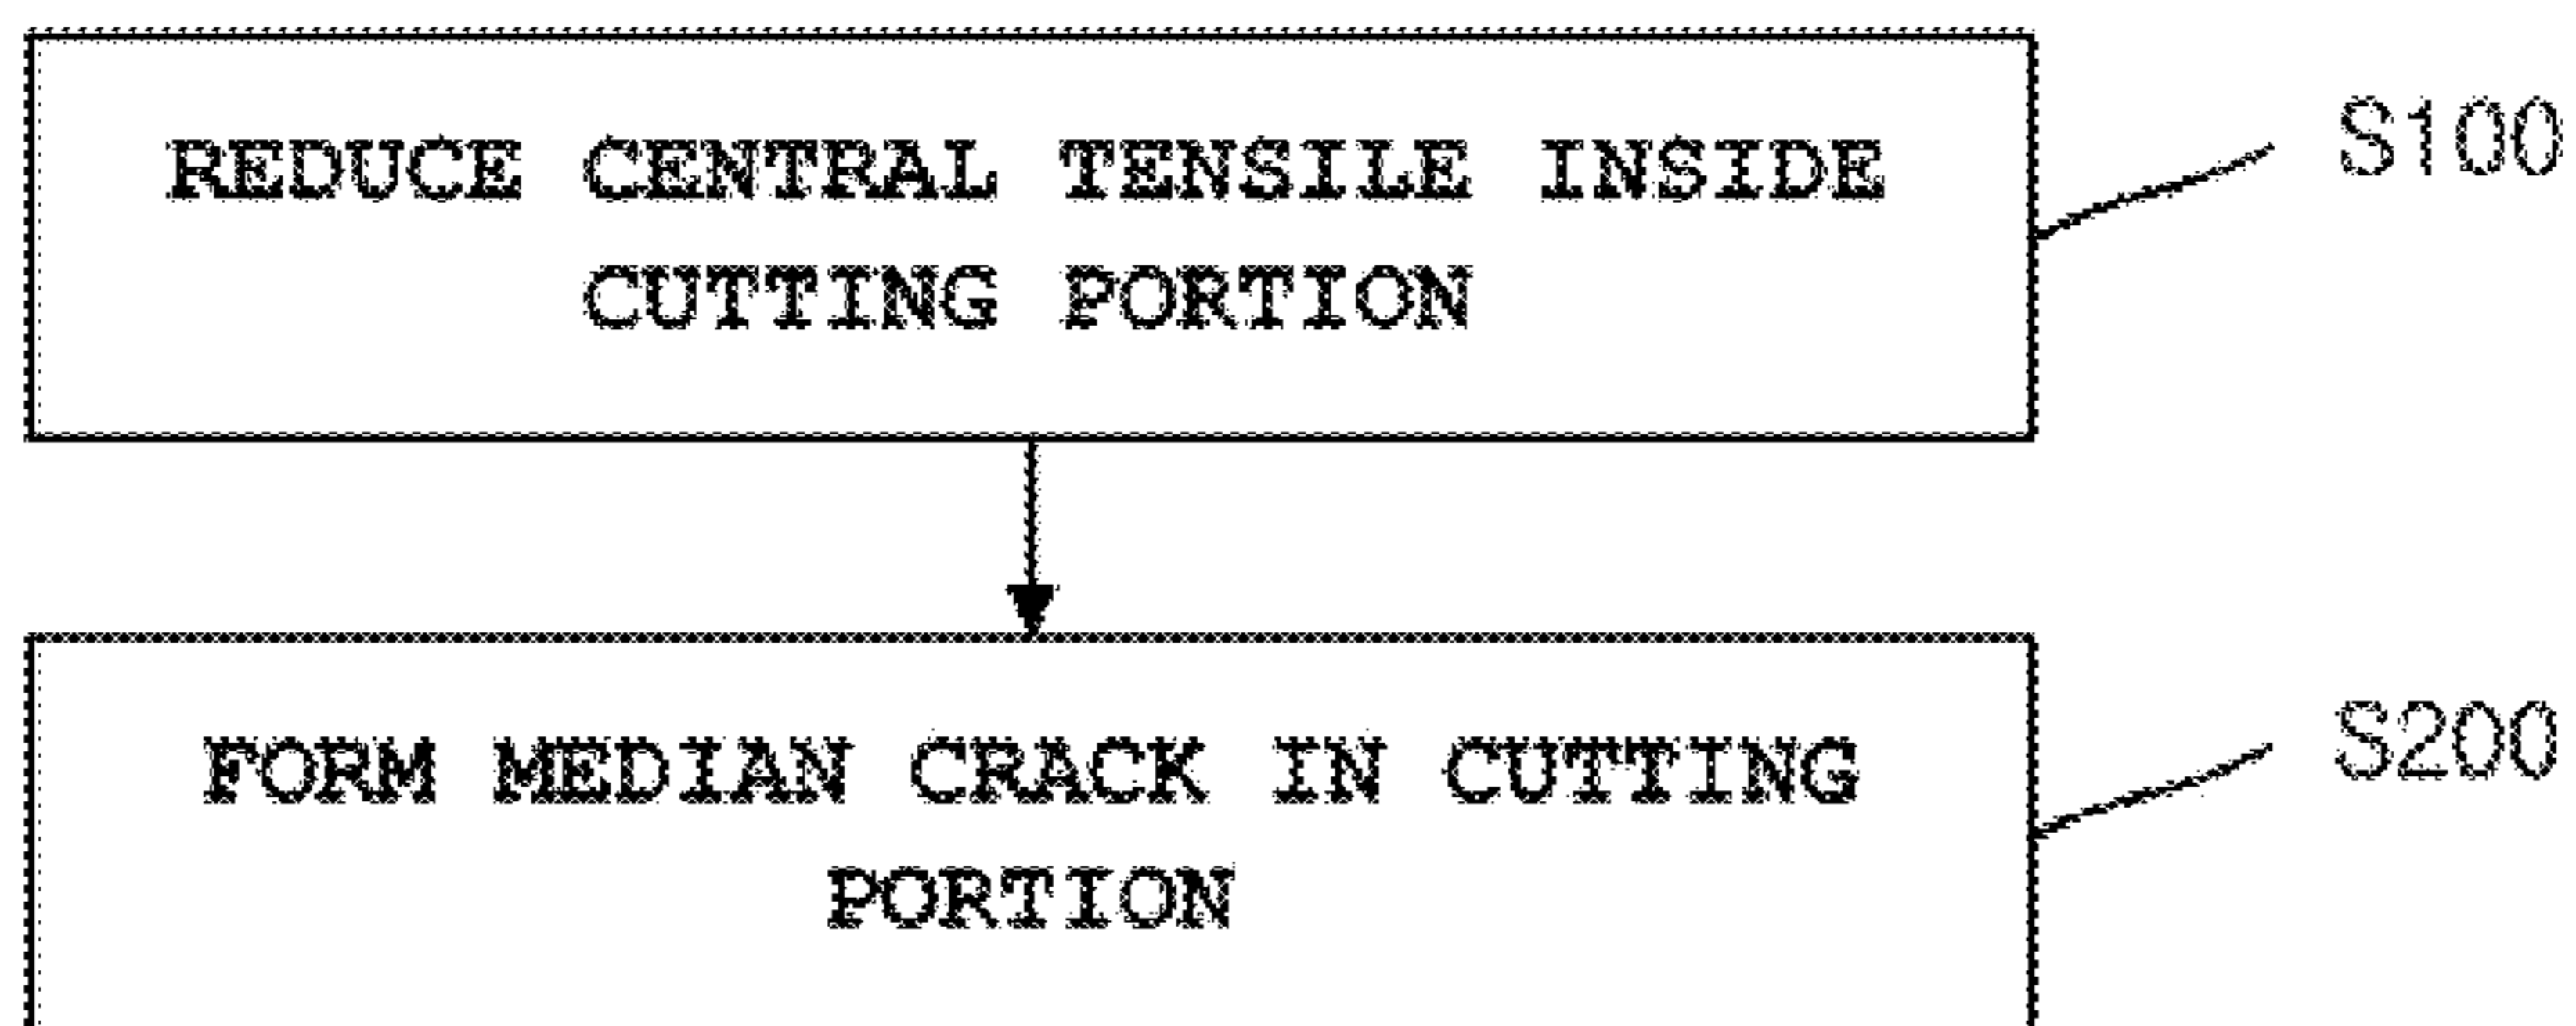 REDUCE CENTRAL TENSILE INSIDE
CUTTING PORTION
S100
FORM MEDIAN CRACK IN CUTTING
PORTION
S200